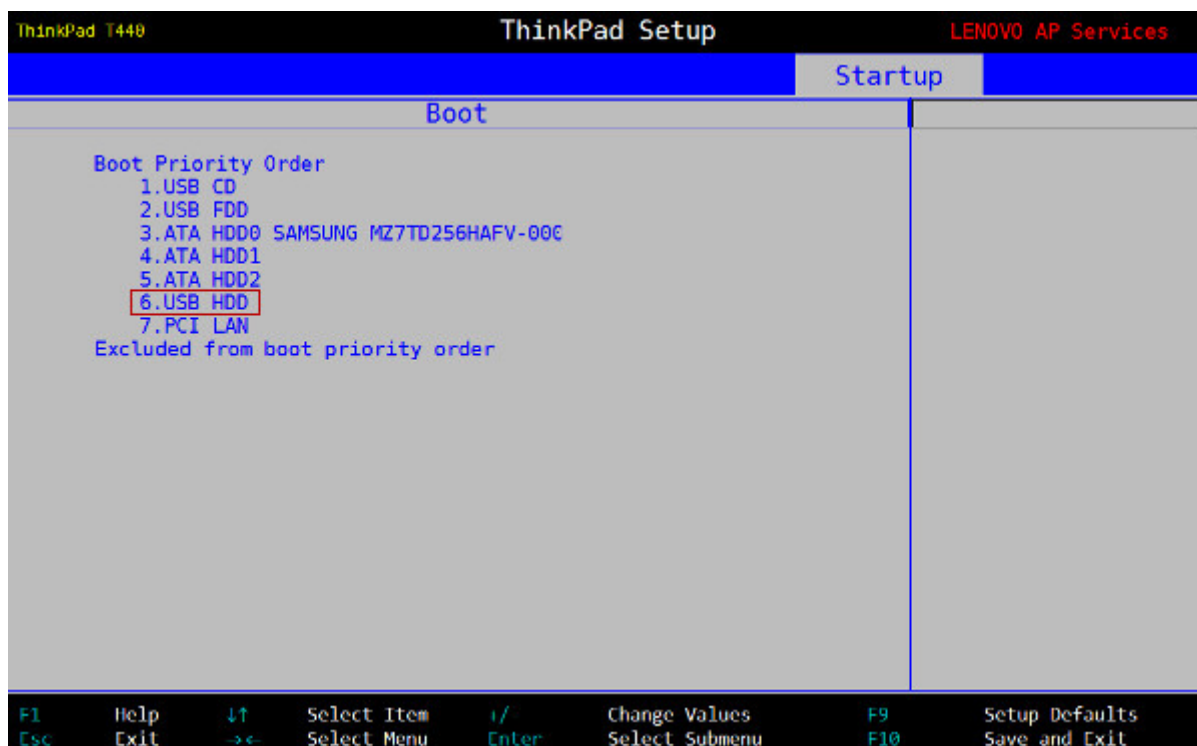 ThinkPad T440
ThinkPad Setup
LENOVO AP Services
Startup
Boot
Boot Priority Order
1.USB CD
2.USB FDD
3.ATA HDD0 SAMSUNG MZ7TD256HAFV-00C
4.ATA HDD1
5.ATA HDD2
6.USB HDD
7.PCI LAN
Excluded from boot priority order
F1 Help ↓↑ Select Item +/ Change Values F9 Setup Defaults
Esc Exit →← Select Menu Enter Select Submenu F10 Save and Exit